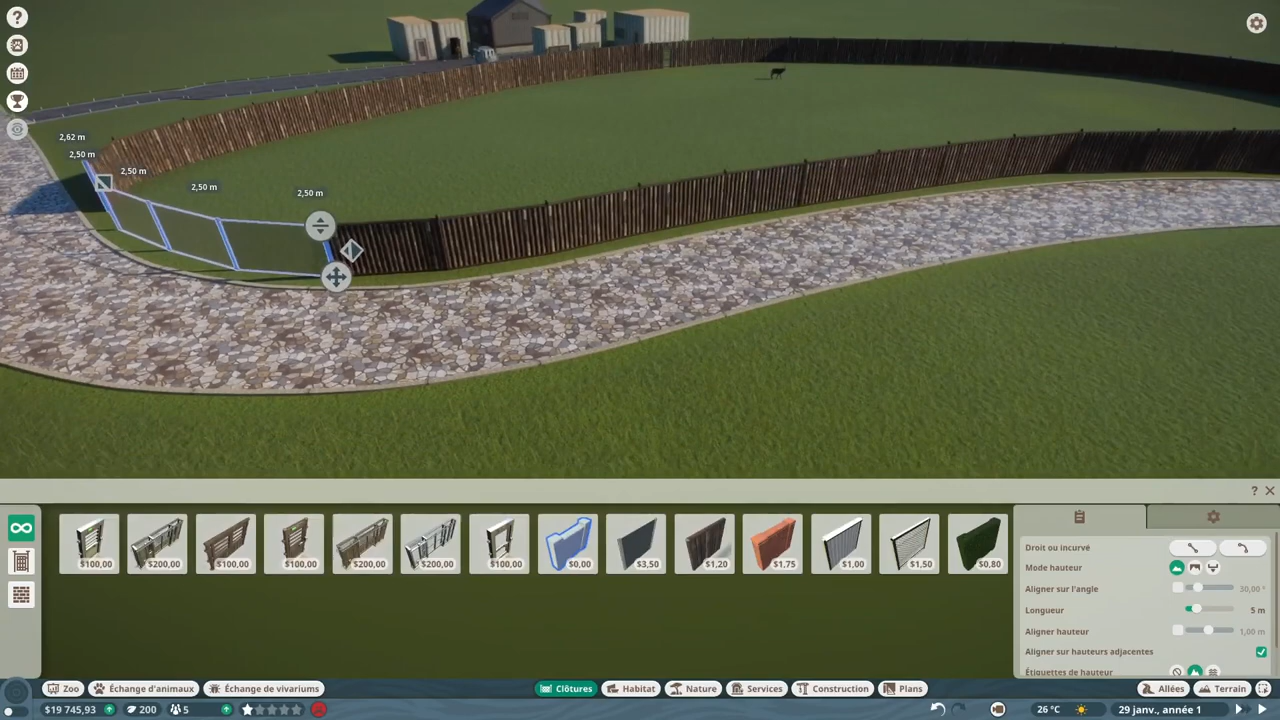 ?
2,62 m
2,50 m
2,50 m
2,50 m
2,50 m
?
$100,00
$200,00
$100,00
$100,00
$200,00
$200,00
$100,00
$0,00
$3,50
$1,20
$1,75
$1,00
$1,50
$0,80
Droit ou incurvé
Mode hauteur
Aligner sur l'angle
30,00 °
Longueur
5 m
Aligner hauteur
1,00 m
Aligner sur hauteurs adjacentes
Étiquettes de hauteur
Zoo
Échange d'animaux
Échange de vivariums
Clôtures
Habitat
Nature
Services
Construction
Plans
Allées
Terrain
$19 745,93
200
5
26 °C
29 janv., année 1